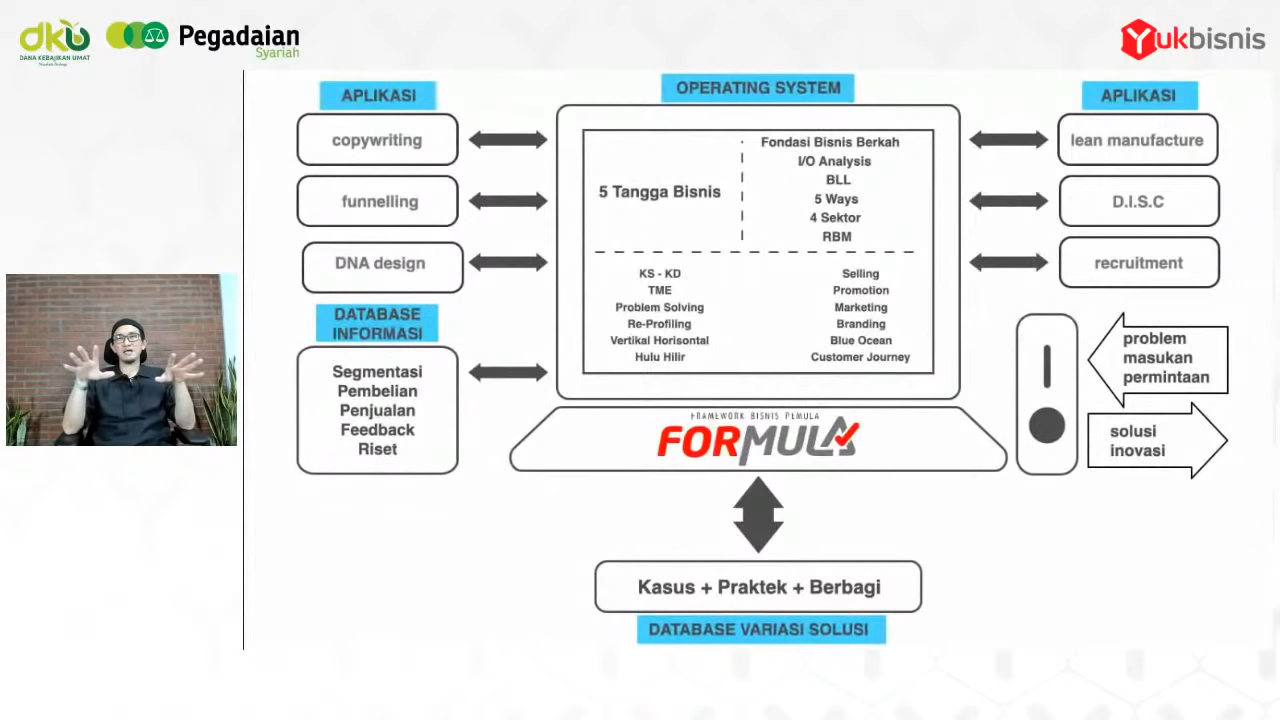 dkb
DANA KEBAJIKAN UMAT
Pegadaian
Syariah
Yukbisnis
APLIKASI
copywriting
funnelling
DNA design
DATABASE
INFORMASI
Segmentasi
Pembelian
Penjualan
Feedback
Riset
OPERATING SYSTEM
5 Tangga Bisnis
Fondasi Bisnis Berkah
I/O Analysis
BLL
5 Ways
4 Sektor
RBM
KS - KD
TME
Problem Solving
Re-Profiling
Vertikal Horisontal
Hulu Hilir
Selling
Promotion
Marketing
Branding
Blue Ocean
Customer Journey
FRAMEWORK BISNIS PEMULA
FORMULA
APLIKASI
lean manufacture
D.I.S.C
recruitment
problem
masukan
permintaan
solusi
inovasi
Kasus + Praktek + Berbagi
DATABASE VARIASI SOLUSI